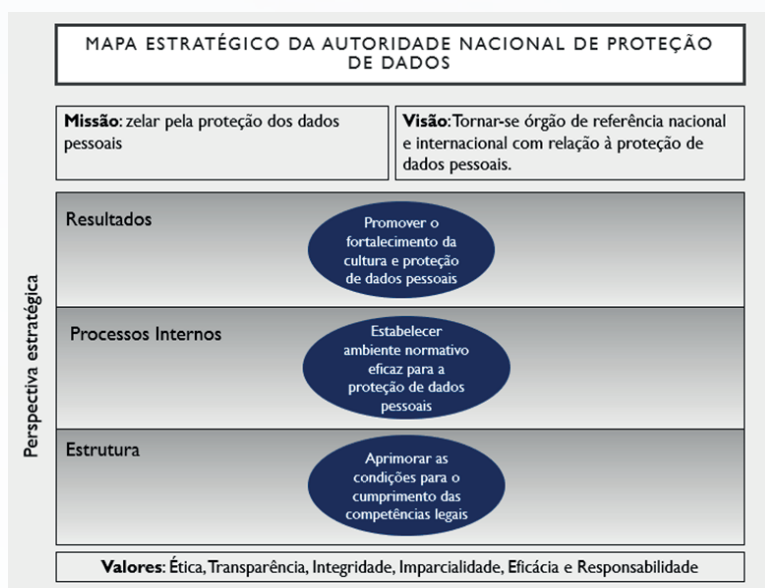 MAPA ESTRATÉGICO DA AUTORIDADE NACIONAL DE PROTEÇÃO
DE DADOS
Missão: zelar pela proteção dos dados
pessoais
Visão: Tornar-se órgão de referência nacional
e internacional com relação à proteção de
dados pessoais.
Perspectiva estratégica
Resultados
Promover o
fortalecimento da
cultura e proteção
de dados pessoais
Processos Internos
Estabelecer
ambiente normativo
eficaz para a
proteção de dados
pessoais
Estrutura
Aprimorar as
condições para o
cumprimento das
competências legais
Valores: Ética, Transparência, Integridade, Imparcialidade, Eficácia e Responsabilidade